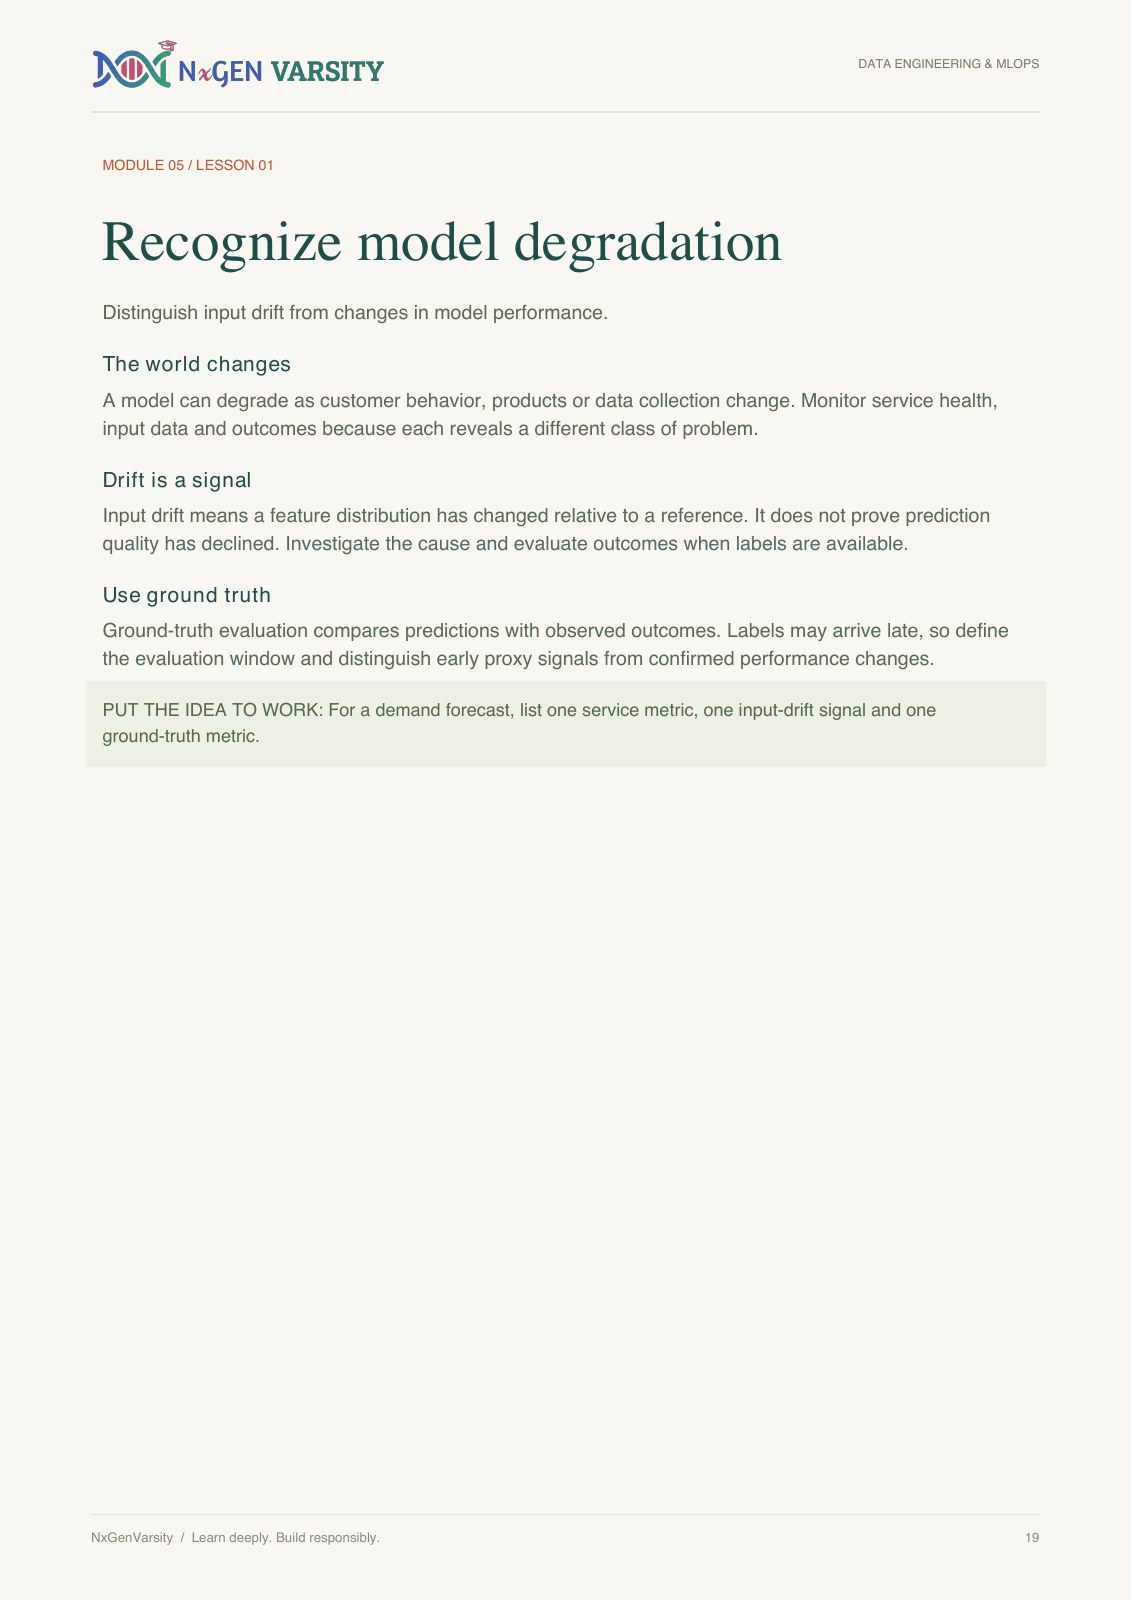 NxGEN VARSITY
DATA ENGINEERING & MLOPS
MODULE 05 / LESSON 01
Recognize model degradation
Distinguish input drift from changes in model performance.
The world changes
A model can degrade as customer behavior, products or data collection change. Monitor service health,
input data and outcomes because each reveals a different class of problem.
Drift is a signal
Input drift means a feature distribution has changed relative to a reference. It does not prove prediction
quality has declined. Investigate the cause and evaluate outcomes when labels are available.
Use ground truth
Ground-truth evaluation compares predictions with observed outcomes. Labels may arrive late, so define
the evaluation window and distinguish early proxy signals from confirmed performance changes.
PUT THE IDEA TO WORK: For a demand forecast, list one service metric, one input-drift signal and one
ground-truth metric.
NxGenVarsity / Learn deeply. Build responsibly.
19